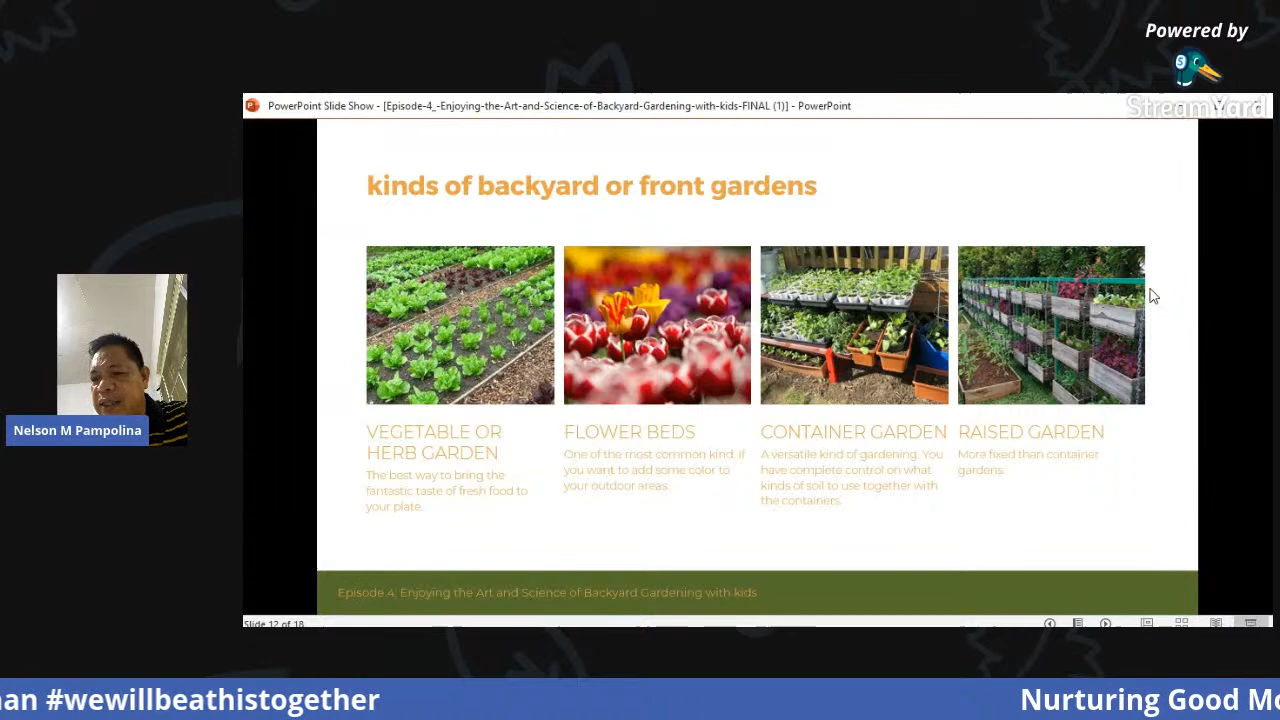 Powered by
StreamYard
PowerPoint Slide Show - [Episode-4_-Enjoying-the-Art-and-Science-of-Backyard-Gardening-with-kids-FINAL (1)] - PowerPoint
kinds of backyard or front gardens
VEGETABLE OR
HERB GARDEN
The best way to bring the
fantastic taste of fresh food to
your plate.
FLOWER BEDS
One of the most common kind. If
you want to add some color to
your outdoor areas.
CONTAINER GARDEN
A versatile kind of gardening. You
have complete control on what
kinds of soil to use together with
the containers.
RAISED GARDEN
More fixed than container
gardens.
Nelson M Pampolina
Episode 4: Enjoying the Art and Science of Backyard Gardening with kids
Slide 12 of 18
an #wewillbeathistogether
Nurturing Good Mo